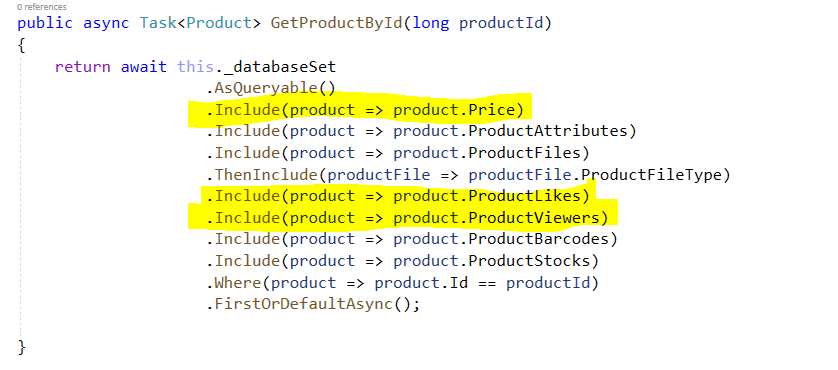 0 references
public async Task<Product> GetProductById(long productId)
{
return await this._databaseSet
.AsQueryable()
.Include(product => product.Price)
.Include(product => product.ProductAttributes)
.Include(product => product.ProductFiles)
.ThenInclude(productFile => productFile.ProductFileType)
.Include(product => product.ProductLikes)
.Include(product => product.ProductViewers)
.Include(product => product.ProductBarcodes)
.Include(product => product.ProductStocks)
.Where(product => product.Id == productId)
.FirstOrDefaultAsync();
}